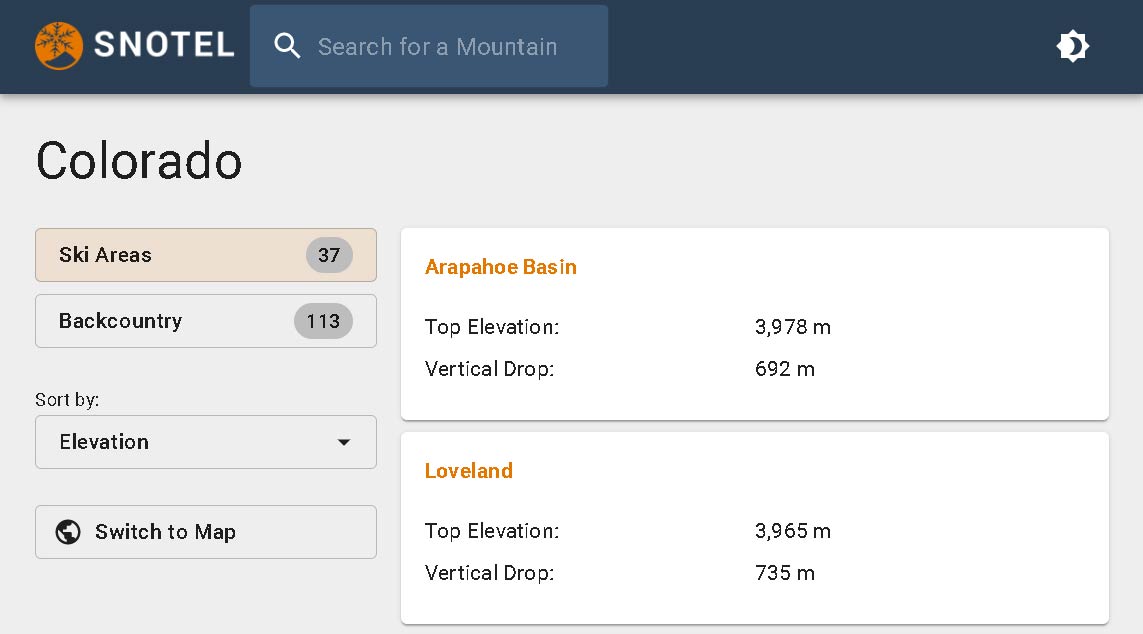 SNOTEL
Search for a Mountain
Colorado
Ski Areas 37
Backcountry 113
Sort by:
Elevation
Switch to Map
Arapahoe Basin
Top Elevation: 3,978 m
Vertical Drop: 692 m
Loveland
Top Elevation: 3,965 m
Vertical Drop: 735 m